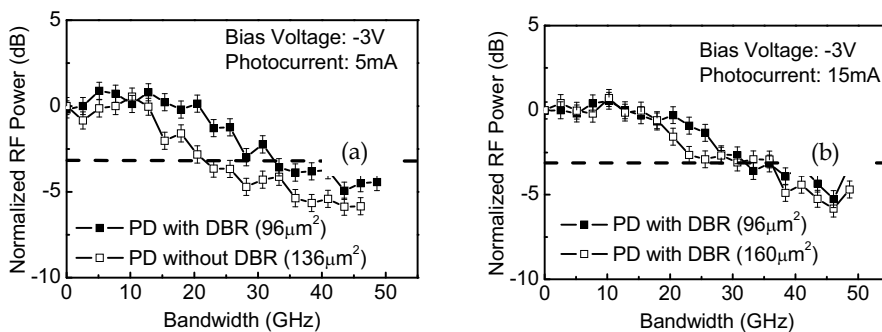 Normalized RF Power (dB)
5
0
-5
-10
Bias Voltage: -3V
Photocurrent: 5mA
(a)
PD with DBR (96μm²)
PD without DBR (136μm²)
0 10 20 30 40 50
Bandwidth (GHz)
Normalized RF Power (dB)
5
0
-5
-10
Bias Voltage: -3V
Photocurrent: 15mA
(b)
PD with DBR (96μm²)
PD with DBR (160μm²)
0 10 20 30 40 50
Bandwidth (GHz)